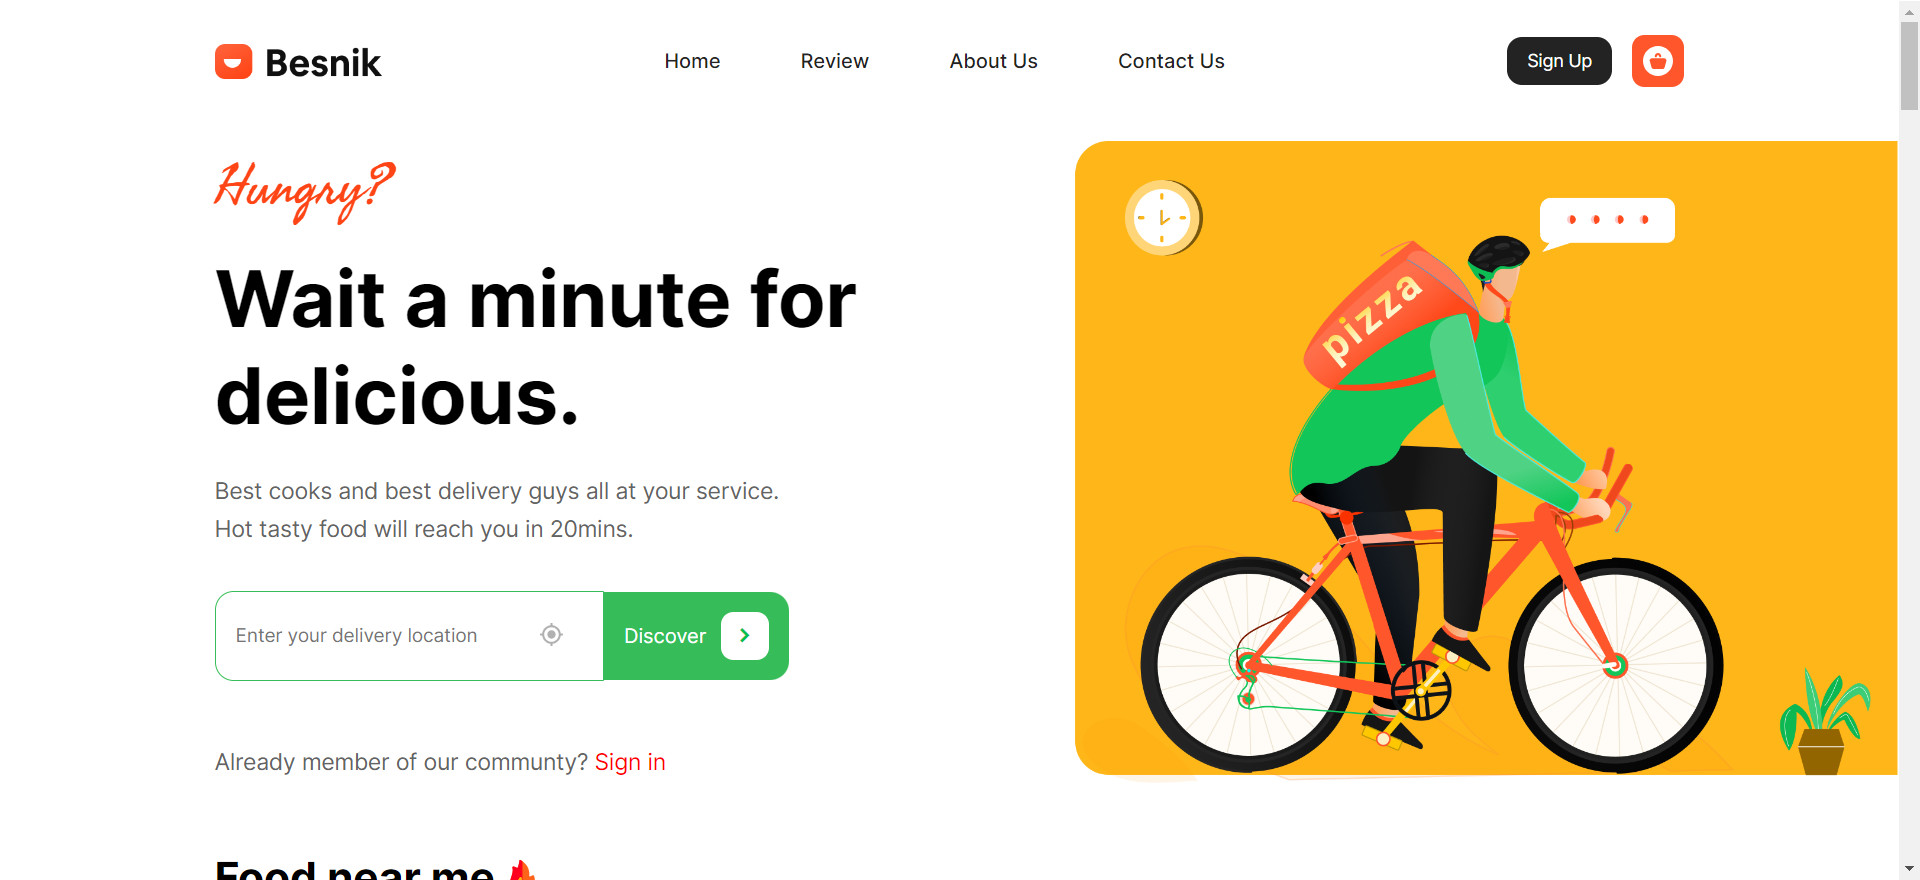 Besnik
Home
Review
About Us
Contact Us
Sign Up
Hungry?
Wait a minute for
delicious.
Best cooks and best delivery guys all at your service.
Hot tasty food will reach you in 20mins.
Enter your delivery location
Discover
Already member of our communty? Sign in
pizza
Food near me